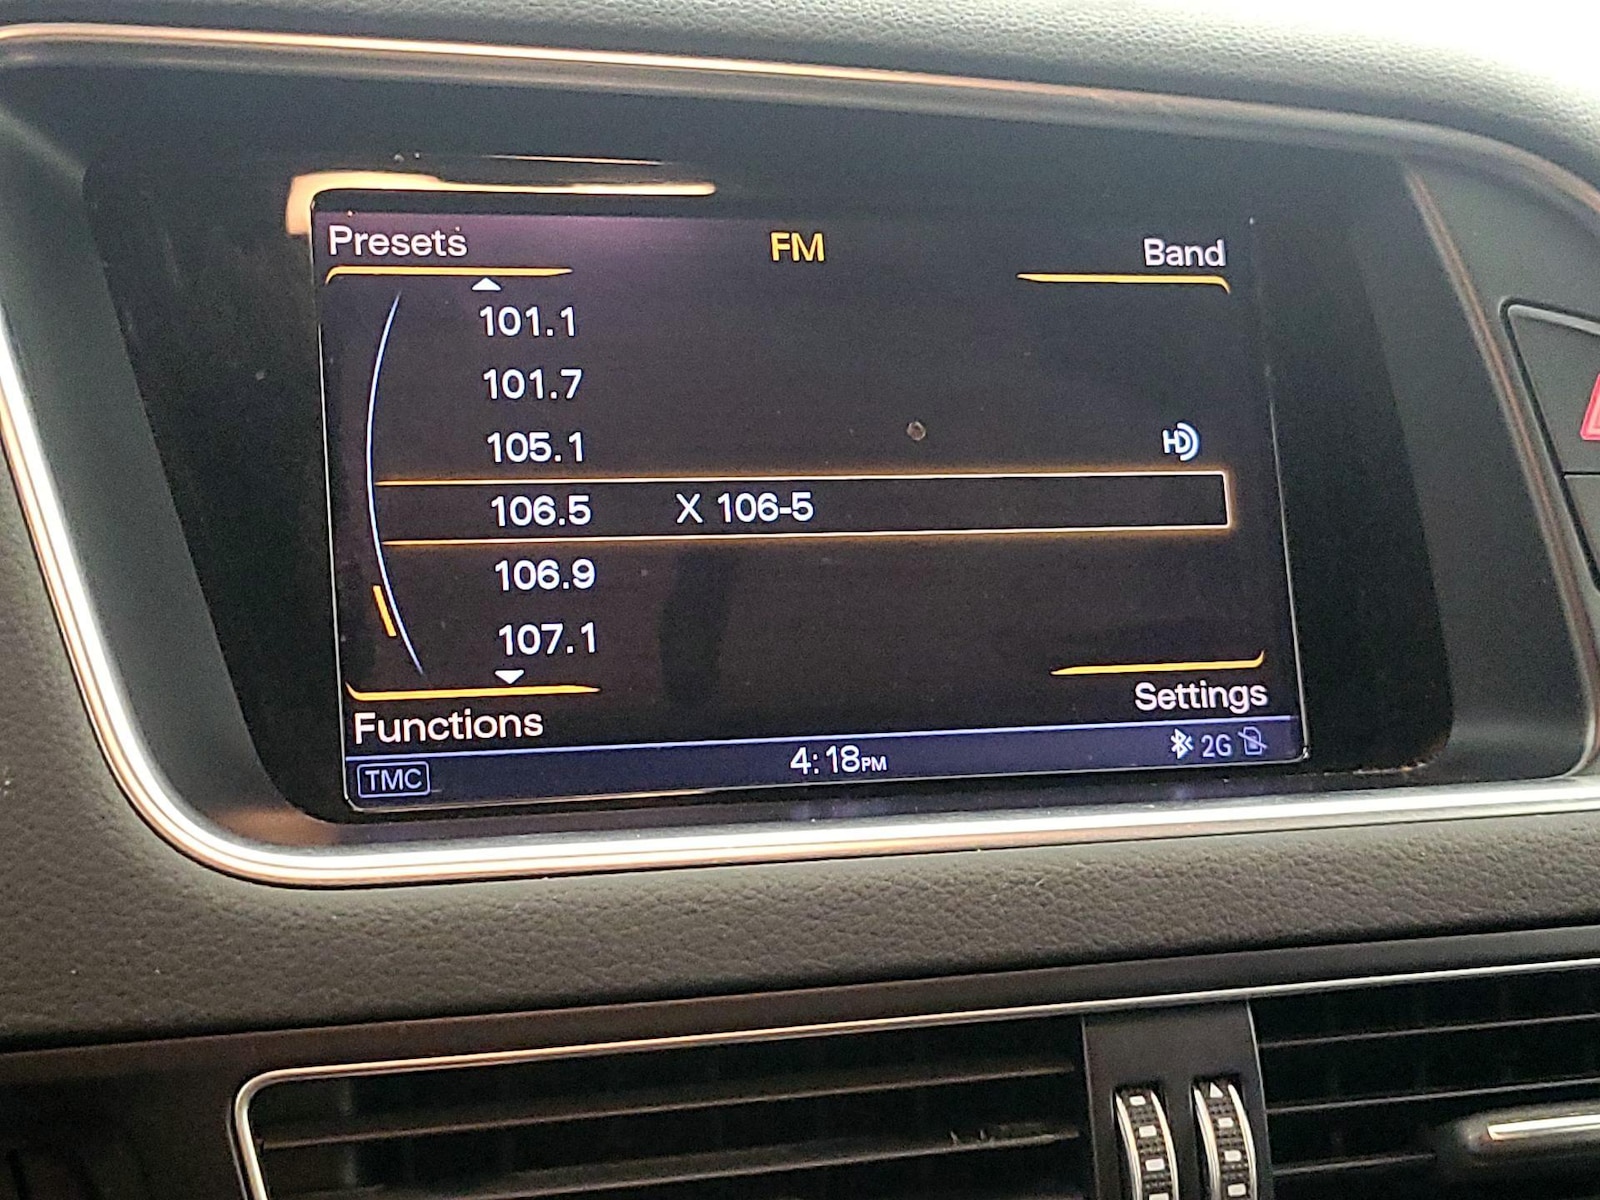 Presets FM Band
101.1
101.7
105.1 HD
106.5 X 106-5
106.9
107.1
Functions Settings
TMC 4:18PM 2G